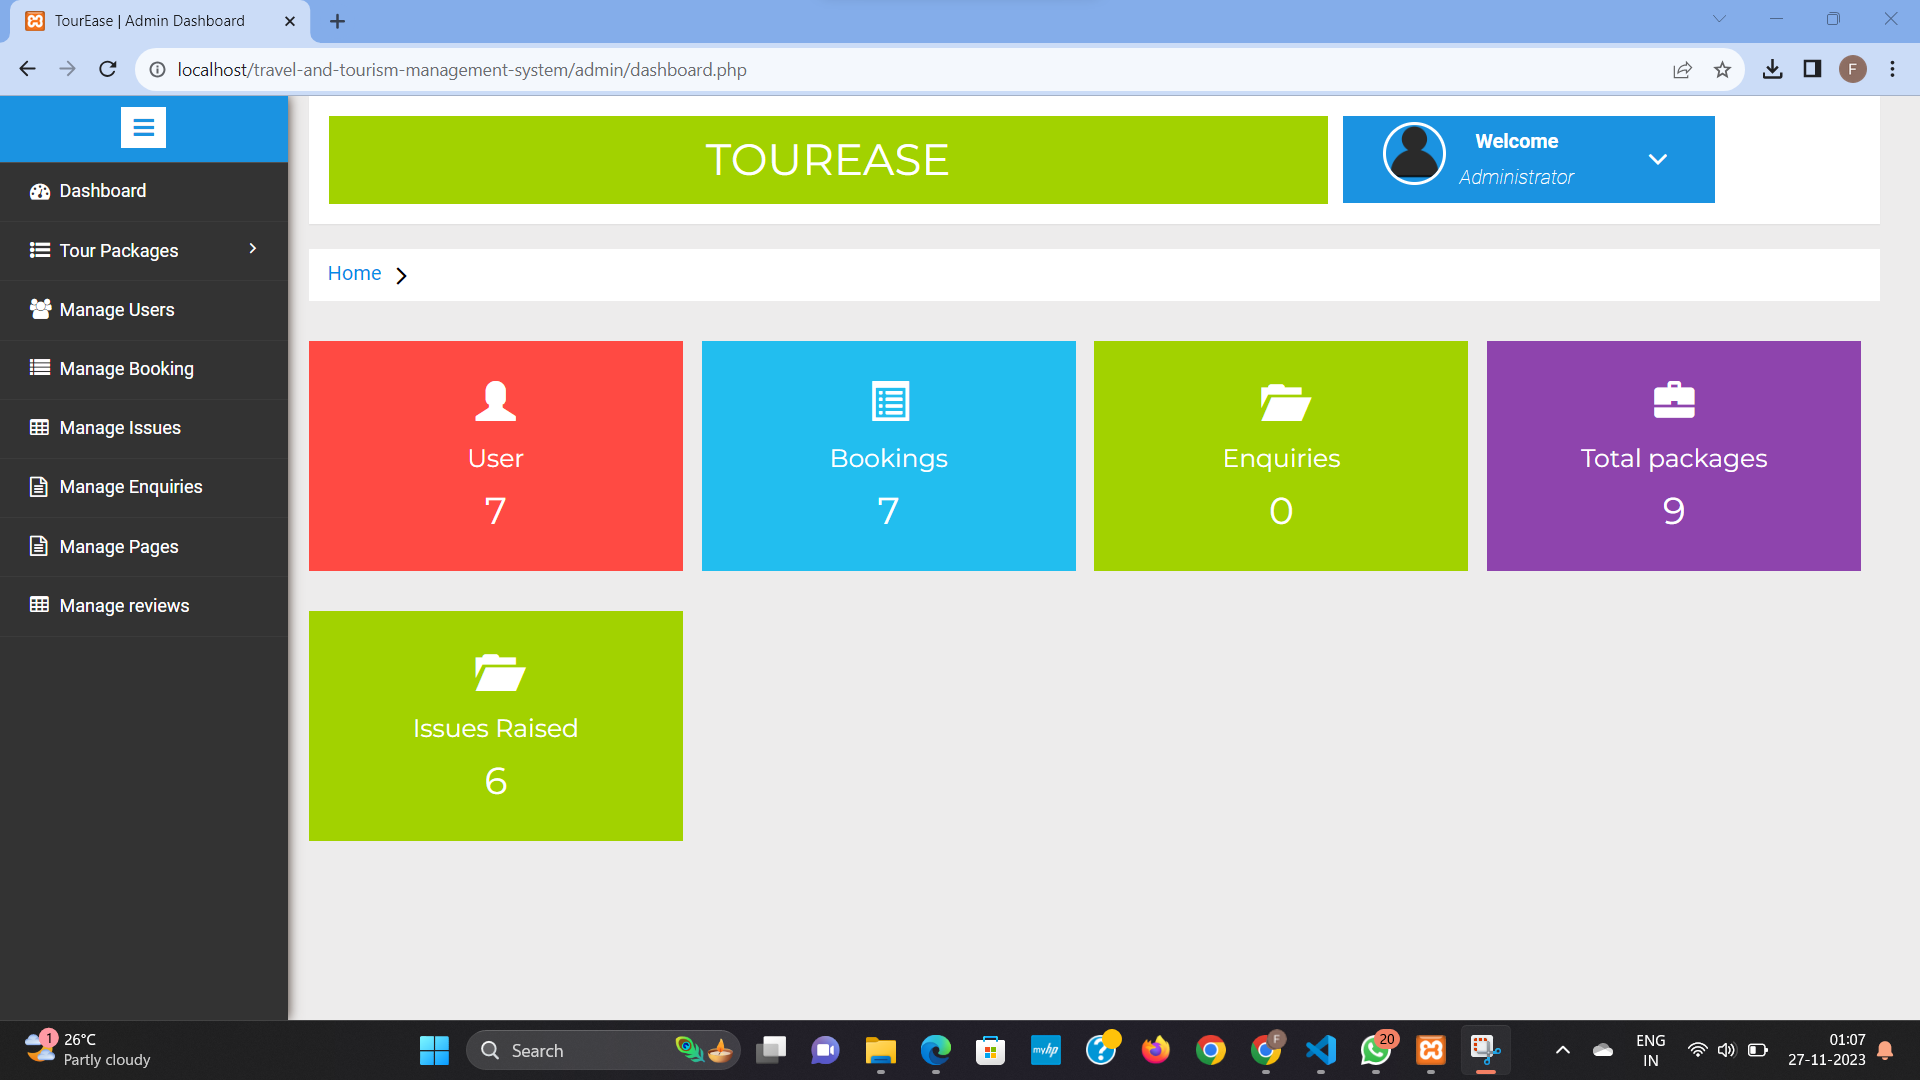 TourEase | Admin Dashboard
localhost/travel-and-tourism-management-system/admin/dashboard.php
F
TOUREASE
Welcome
Administrator
Dashboard
Tour Packages
Manage Users
Manage Booking
Manage Issues
Manage Enquiries
Manage Pages
Manage reviews
Home
User
7
Bookings
7
Enquiries
0
Total packages
9
Issues Raised
6
1
26°C
Partly cloudy
Search
myhp
?
F
20
ENG
IN
01:07
27-11-2023